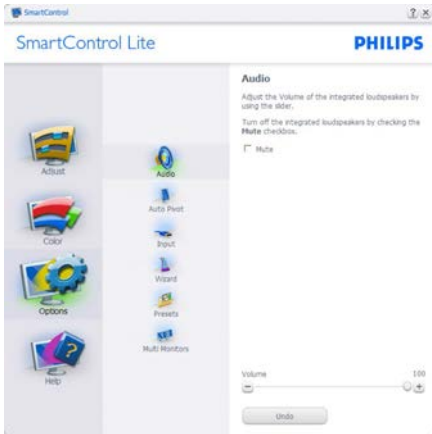 SmartControl
SmartControl Lite
PHILIPS
Adjust
Color
Options
Help
Audio
Auto Pivot
Input
Wizard
Presets
Multi Monitors
Audio
Adjust the Volume of the integrated loudspeakers by
using the slider.
Turn off the integrated loudspeakers by checking the
Mute checkbox.
Mute
Volume 100
Undo